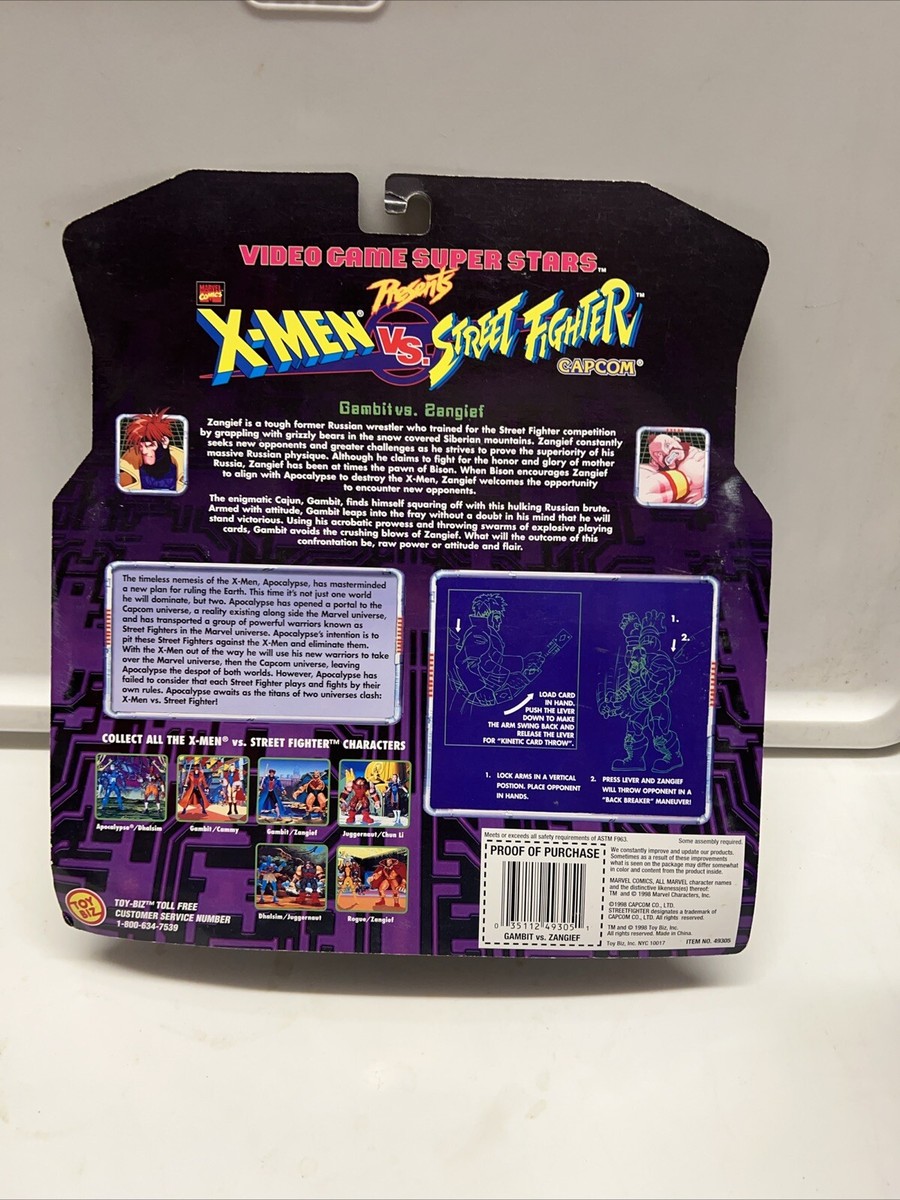 VIDEO GAME SUPER STARS™
Presents
MARVEL COMICS
X-MEN® VS. STREET FIGHTER™
CAPCOM®
Gambit vs. Zangief
Zangief is a tough former Russian wrestler who trained for the Street Fighter competition
by grappling with grizzly bears in the snow covered Siberian mountains. Zangief constantly
seeks new opponents and greater challenges as he strives to prove the superiority of his
massive Russian physique. Although he claims to fight for the honor and glory of mother
Russia, Zangief has been at times the pawn of Bison. When Bison encourages Zangief
to align with Apocalypse to destroy the X-Men, Zangief welcomes the opportunity
to encounter new opponents.
The enigmatic Cajun, Gambit, finds himself squaring off with this hulking Russian brute.
Armed with attitude, Gambit leaps into the fray without a doubt in his mind that he will
stand victorious. Using his acrobatic prowess and throwing swarms of explosive playing
cards, Gambit avoids the crushing blows of Zangief. What will the outcome of this
confrontation be, raw power or attitude and flair.
The timeless nemesis of the X-Men, Apocalypse, has masterminded
a new plan for ruling the Earth. This time it's not just one world
he will dominate, but two. Apocalypse has opened a portal to the
Capcom universe, a reality existing along side the Marvel universe,
and has transported a group of powerful warriors known as
Street Fighters in the Marvel universe. Apocalypse's intention is to
pit these Street Fighters against the X-Men and eliminate them.
With the X-Men out of the way he will use his new warriors to take
over the Marvel universe, then the Capcom universe, leaving
Apocalypse the despot of both worlds. However, Apocalypse has
failed to consider that each Street Fighter plays and fights by their
own rules. Apocalypse awaits as the titans of two universes clash:
X-Men vs. Street Fighter!
1.
2.
LOAD CARD
IN HAND.
PUSH THE LEVER
DOWN TO MAKE
THE ARM SWING BACK AND
RELEASE THE LEVER
FOR "KINETIC CARD THROW".
1. LOCK ARMS IN A VERTICAL
POSTION. PLACE OPPONENT
IN HANDS.
2. PRESS LEVER AND ZANGIEF
WILL THROW OPPONENT IN A
"BACK BREAKER" MANEUVER!
COLLECT ALL THE X-MEN® vs. STREET FIGHTER™ CHARACTERS
Apocalypse®/Dhalsim
Gambit/Cammy
Gambit/Zangief
Juggernaut/Chun Li
Dhalsim/Juggernaut
Rogue/Zangief
TOY BIZ
TOY-BIZ™ TOLL FREE
CUSTOMER SERVICE NUMBER
1-800-634-7539
Meets or exceeds all safety requirements of ASTM F963.
Some assembly required.
PROOF OF PURCHASE
0 35112 49305 1
GAMBIT vs. ZANGIEF
We constantly improve and update our products.
Sometimes as a result of these improvements
what is seen on the package may differ somewhat
in color and content from the product inside.
MARVEL COMICS, ALL MARVEL character names
and the distinctive likeness(es) thereof:
TM and © 1998 Marvel Characters, Inc.
©1998 CAPCOM CO., LTD.
STREETFIGHTER designates a trademark of
CAPCOM CO., LTD. All rights reserved.
TM and © 1998 Toy Biz, Inc.
All rights reserved. Made in China.
Toy Biz, Inc. NYC 10017
ITEM NO. 49305